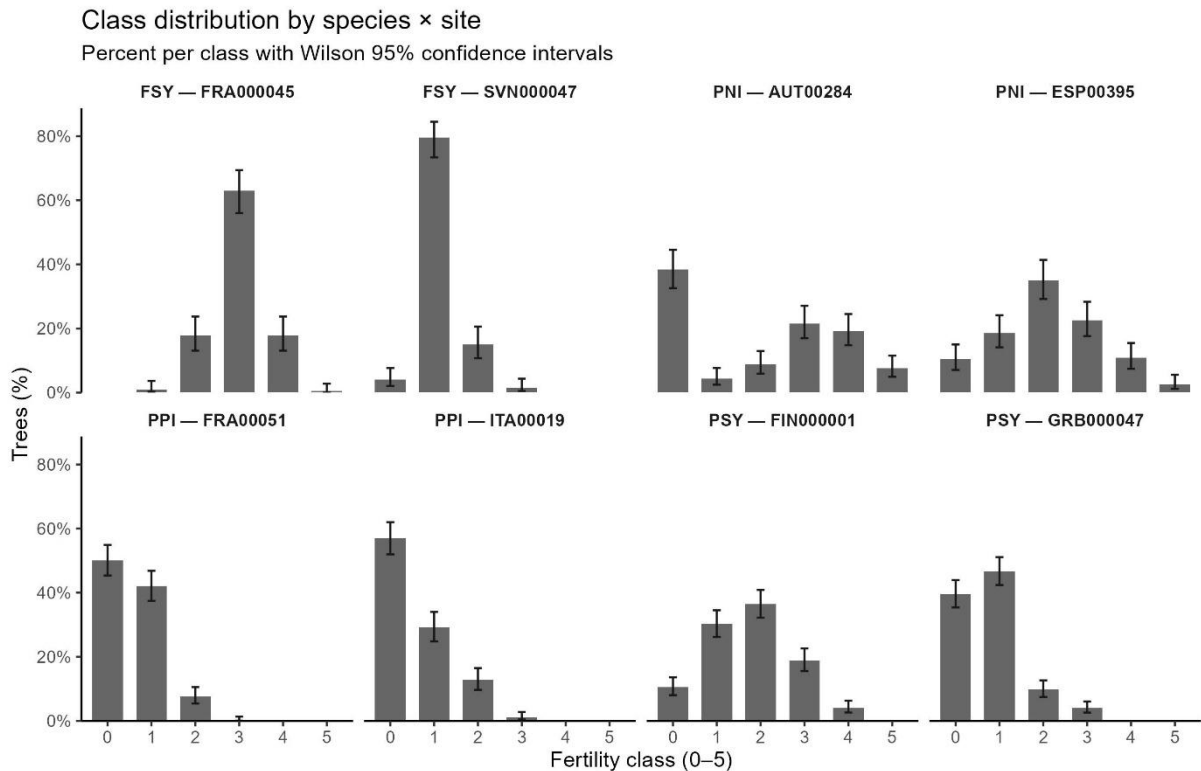 Class distribution by species × site
Percent per class with Wilson 95% confidence intervals
FSY — FRA000045 FSY — SVN000047 PNI — AUT00284 PNI — ESP00395
80%
60%
40%
20%
0%
PPI — FRA00051 PPI — ITA00019 PSY — FIN000001 PSY — GRB000047
80%
60%
40%
20%
0%
Trees (%)
0 1 2 3 4 5 0 1 2 3 4 5 0 1 2 3 4 5 0 1 2 3 4 5
Fertility class (0–5)